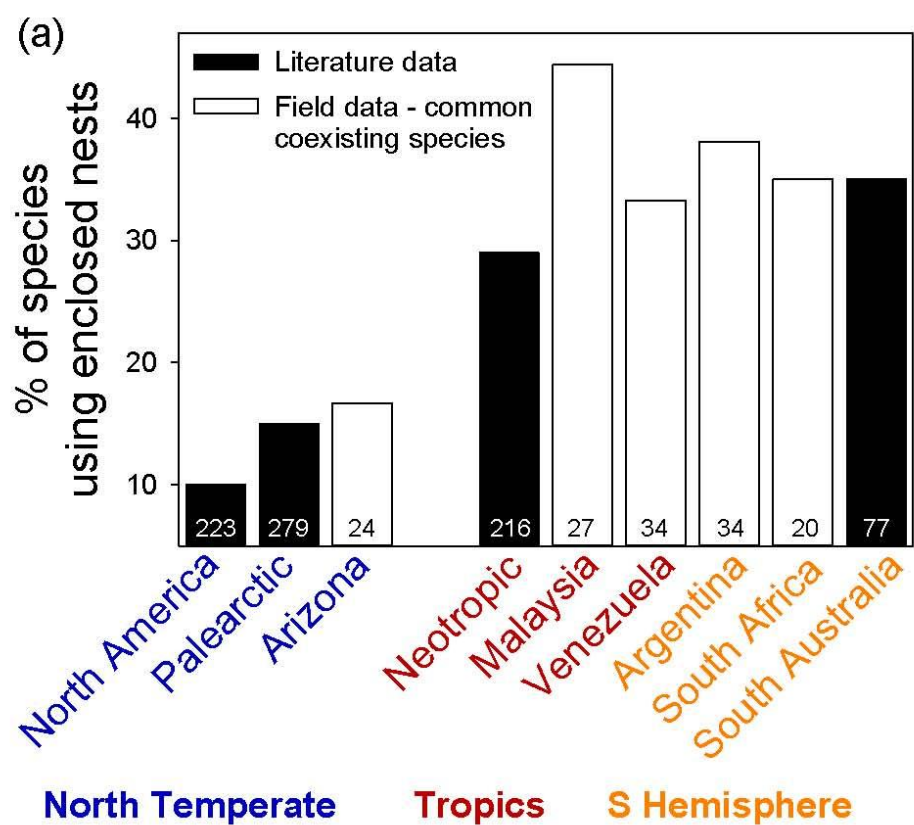 (a)
Literature data
Field data - common
coexisting species
% of species
using enclosed nests
40
30
20
10
223
279
24
216
27
34
34
20
77
North America
Palearctic
Arizona
Neotropic
Malaysia
Venezuela
Argentina
South Africa
South Australia
North Temperate
Tropics
S Hemisphere